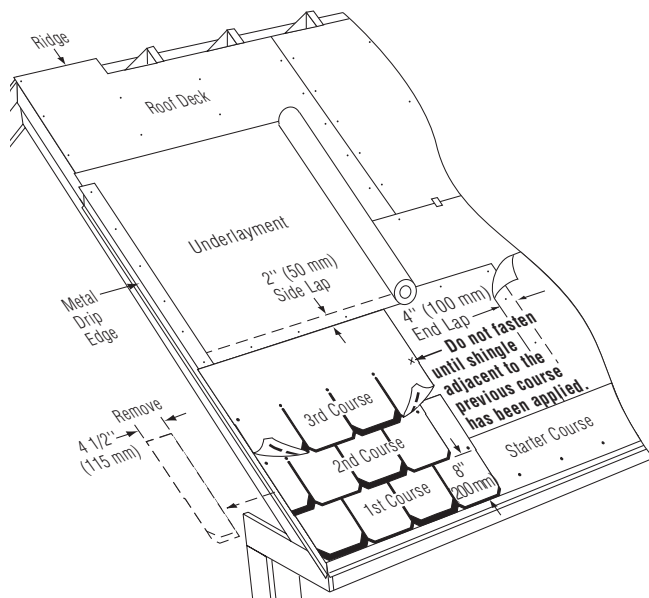 Ridge
Roof Deck
Underlayment
2" (50 mm)
Side Lap
Metal
Drip
Edge
4" (100 mm)
End Lap
Do not fasten
until shingle
adjacent to the
previous course
has been applied.
x
Remove
4 1/2"
(115 mm)
3rd Course
2nd Course
1st Course
8"
200mm
Starter Course